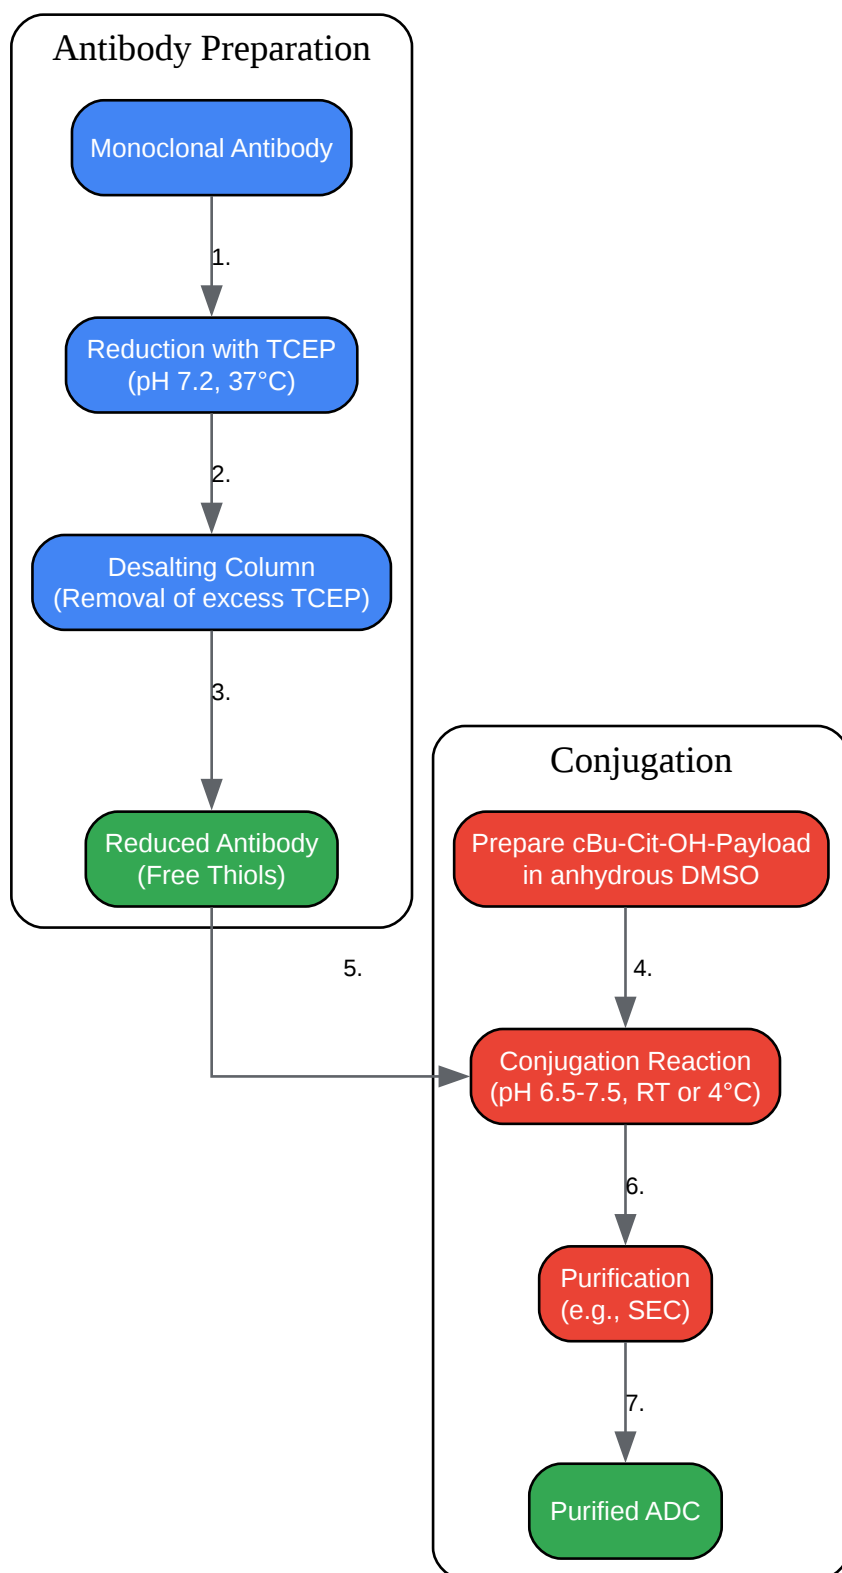 Antibody Preparation
Monoclonal Antibody
1.
Reduction with TCEP
(pH 7.2, 37°C)
2.
Desalting Column
(Removal of excess TCEP)
3.
Reduced Antibody
(Free Thiols)
Conjugation
Prepare cBu-Cit-OH-Payload
in anhydrous DMSO
4.
5.
Conjugation Reaction
(pH 6.5-7.5, RT or 4°C)
6.
Purification
(e.g., SEC)
7.
Purified ADC